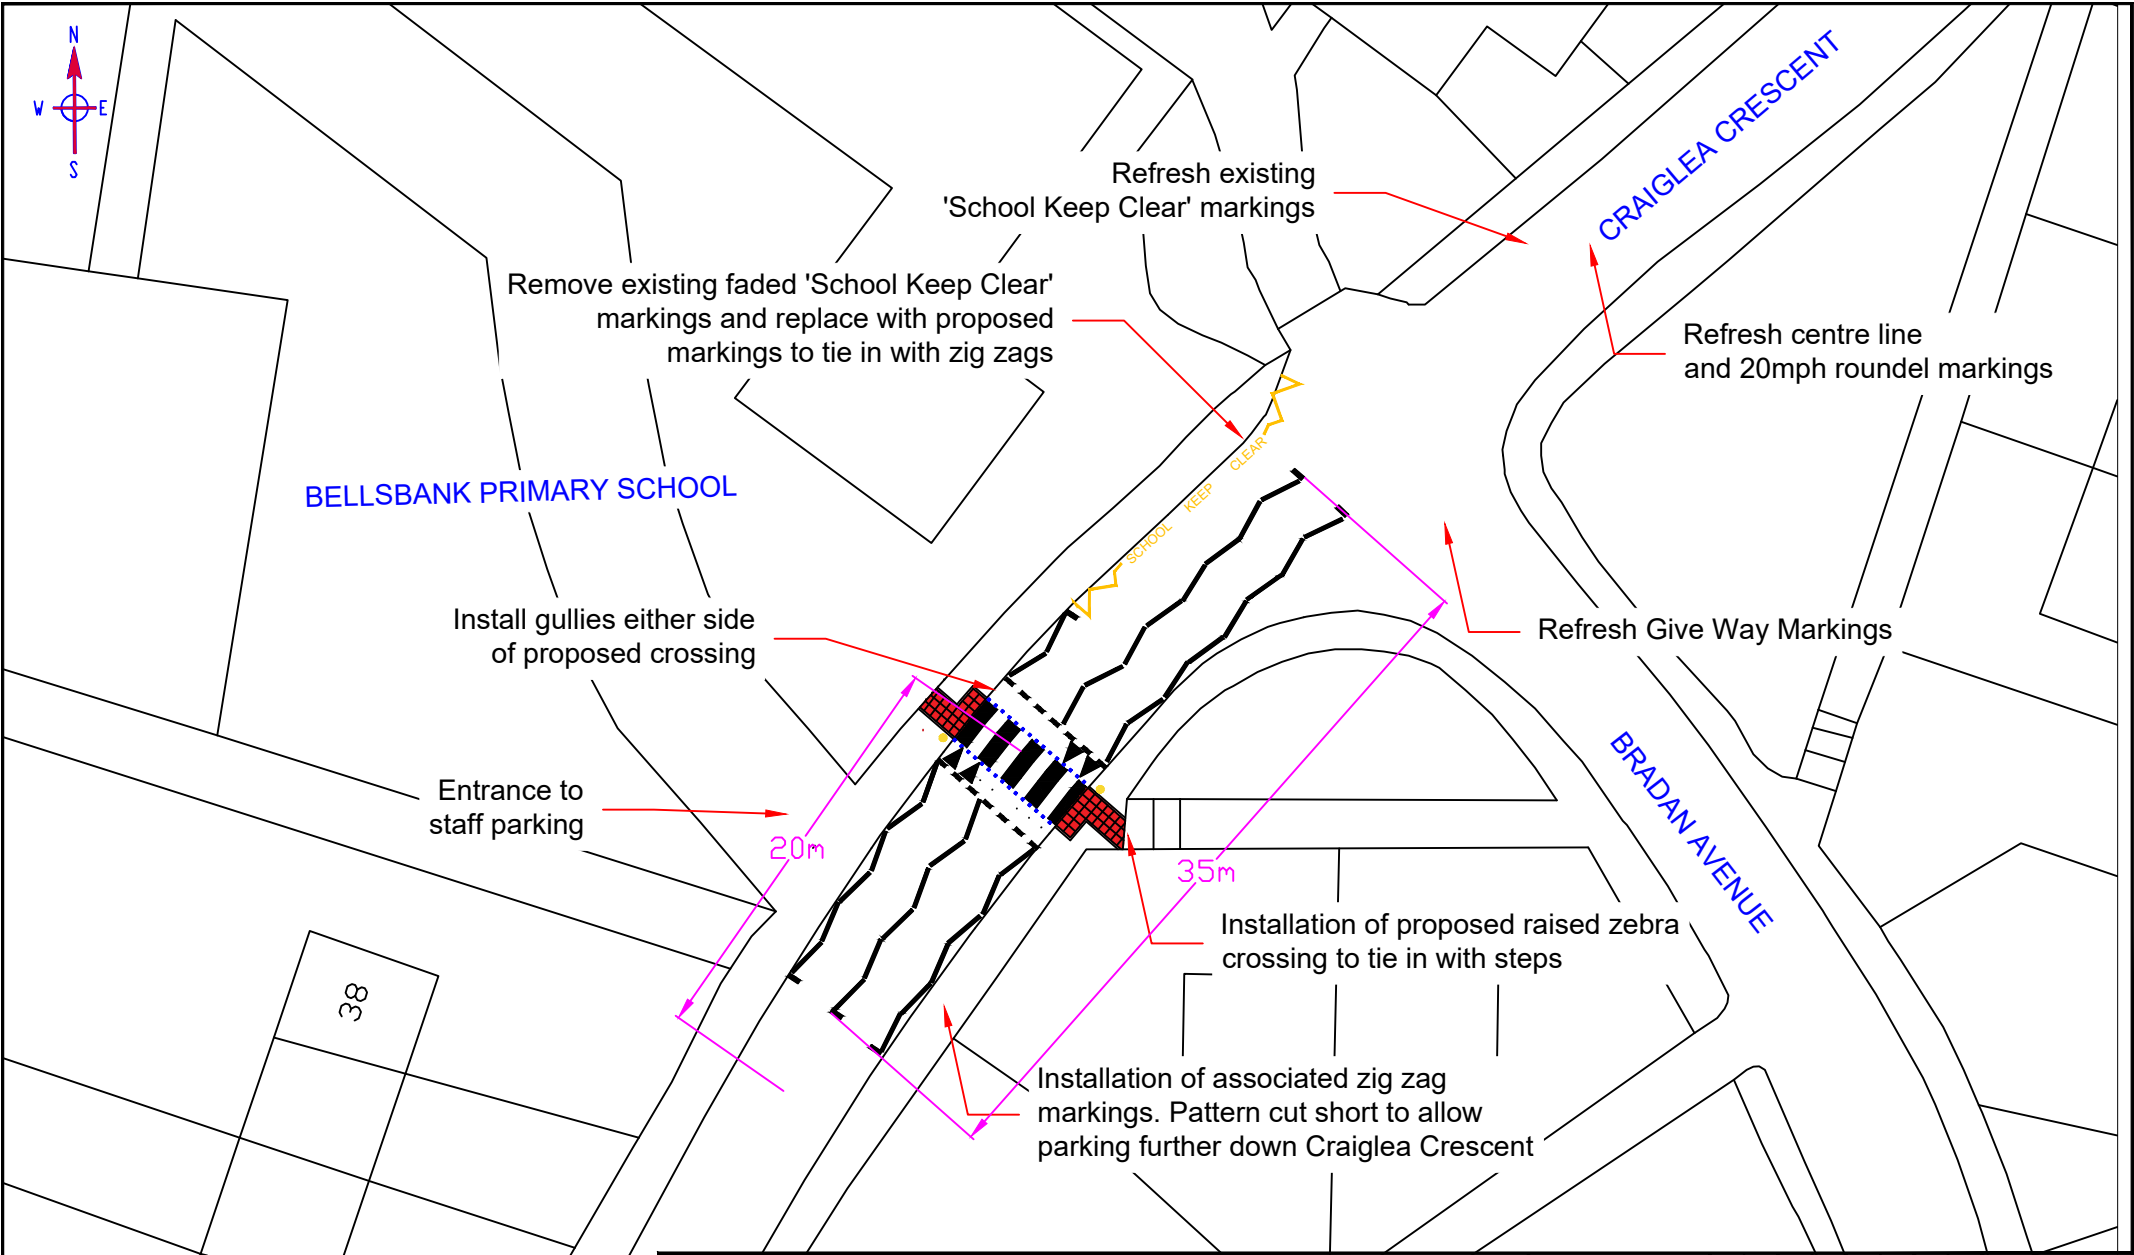 N
W E
S
CRAIGLEA CRESCENT
Refresh existing
'School Keep Clear' markings
Remove existing faded 'School Keep Clear'
markings and replace with proposed
markings to tie in with zig zags
Refresh centre line
and 20mph roundel markings
BELLSBANK PRIMARY SCHOOL
SCHOOL KEEP CLEAR
Install gullies either side
of proposed crossing
Refresh Give Way Markings
Entrance to
staff parking
20m
35m
BRADAN AVENUE
Installation of proposed raised zebra
crossing to tie in with steps
38
Installation of associated zig zag
markings. Pattern cut short to allow
parking further down Craiglea Crescent